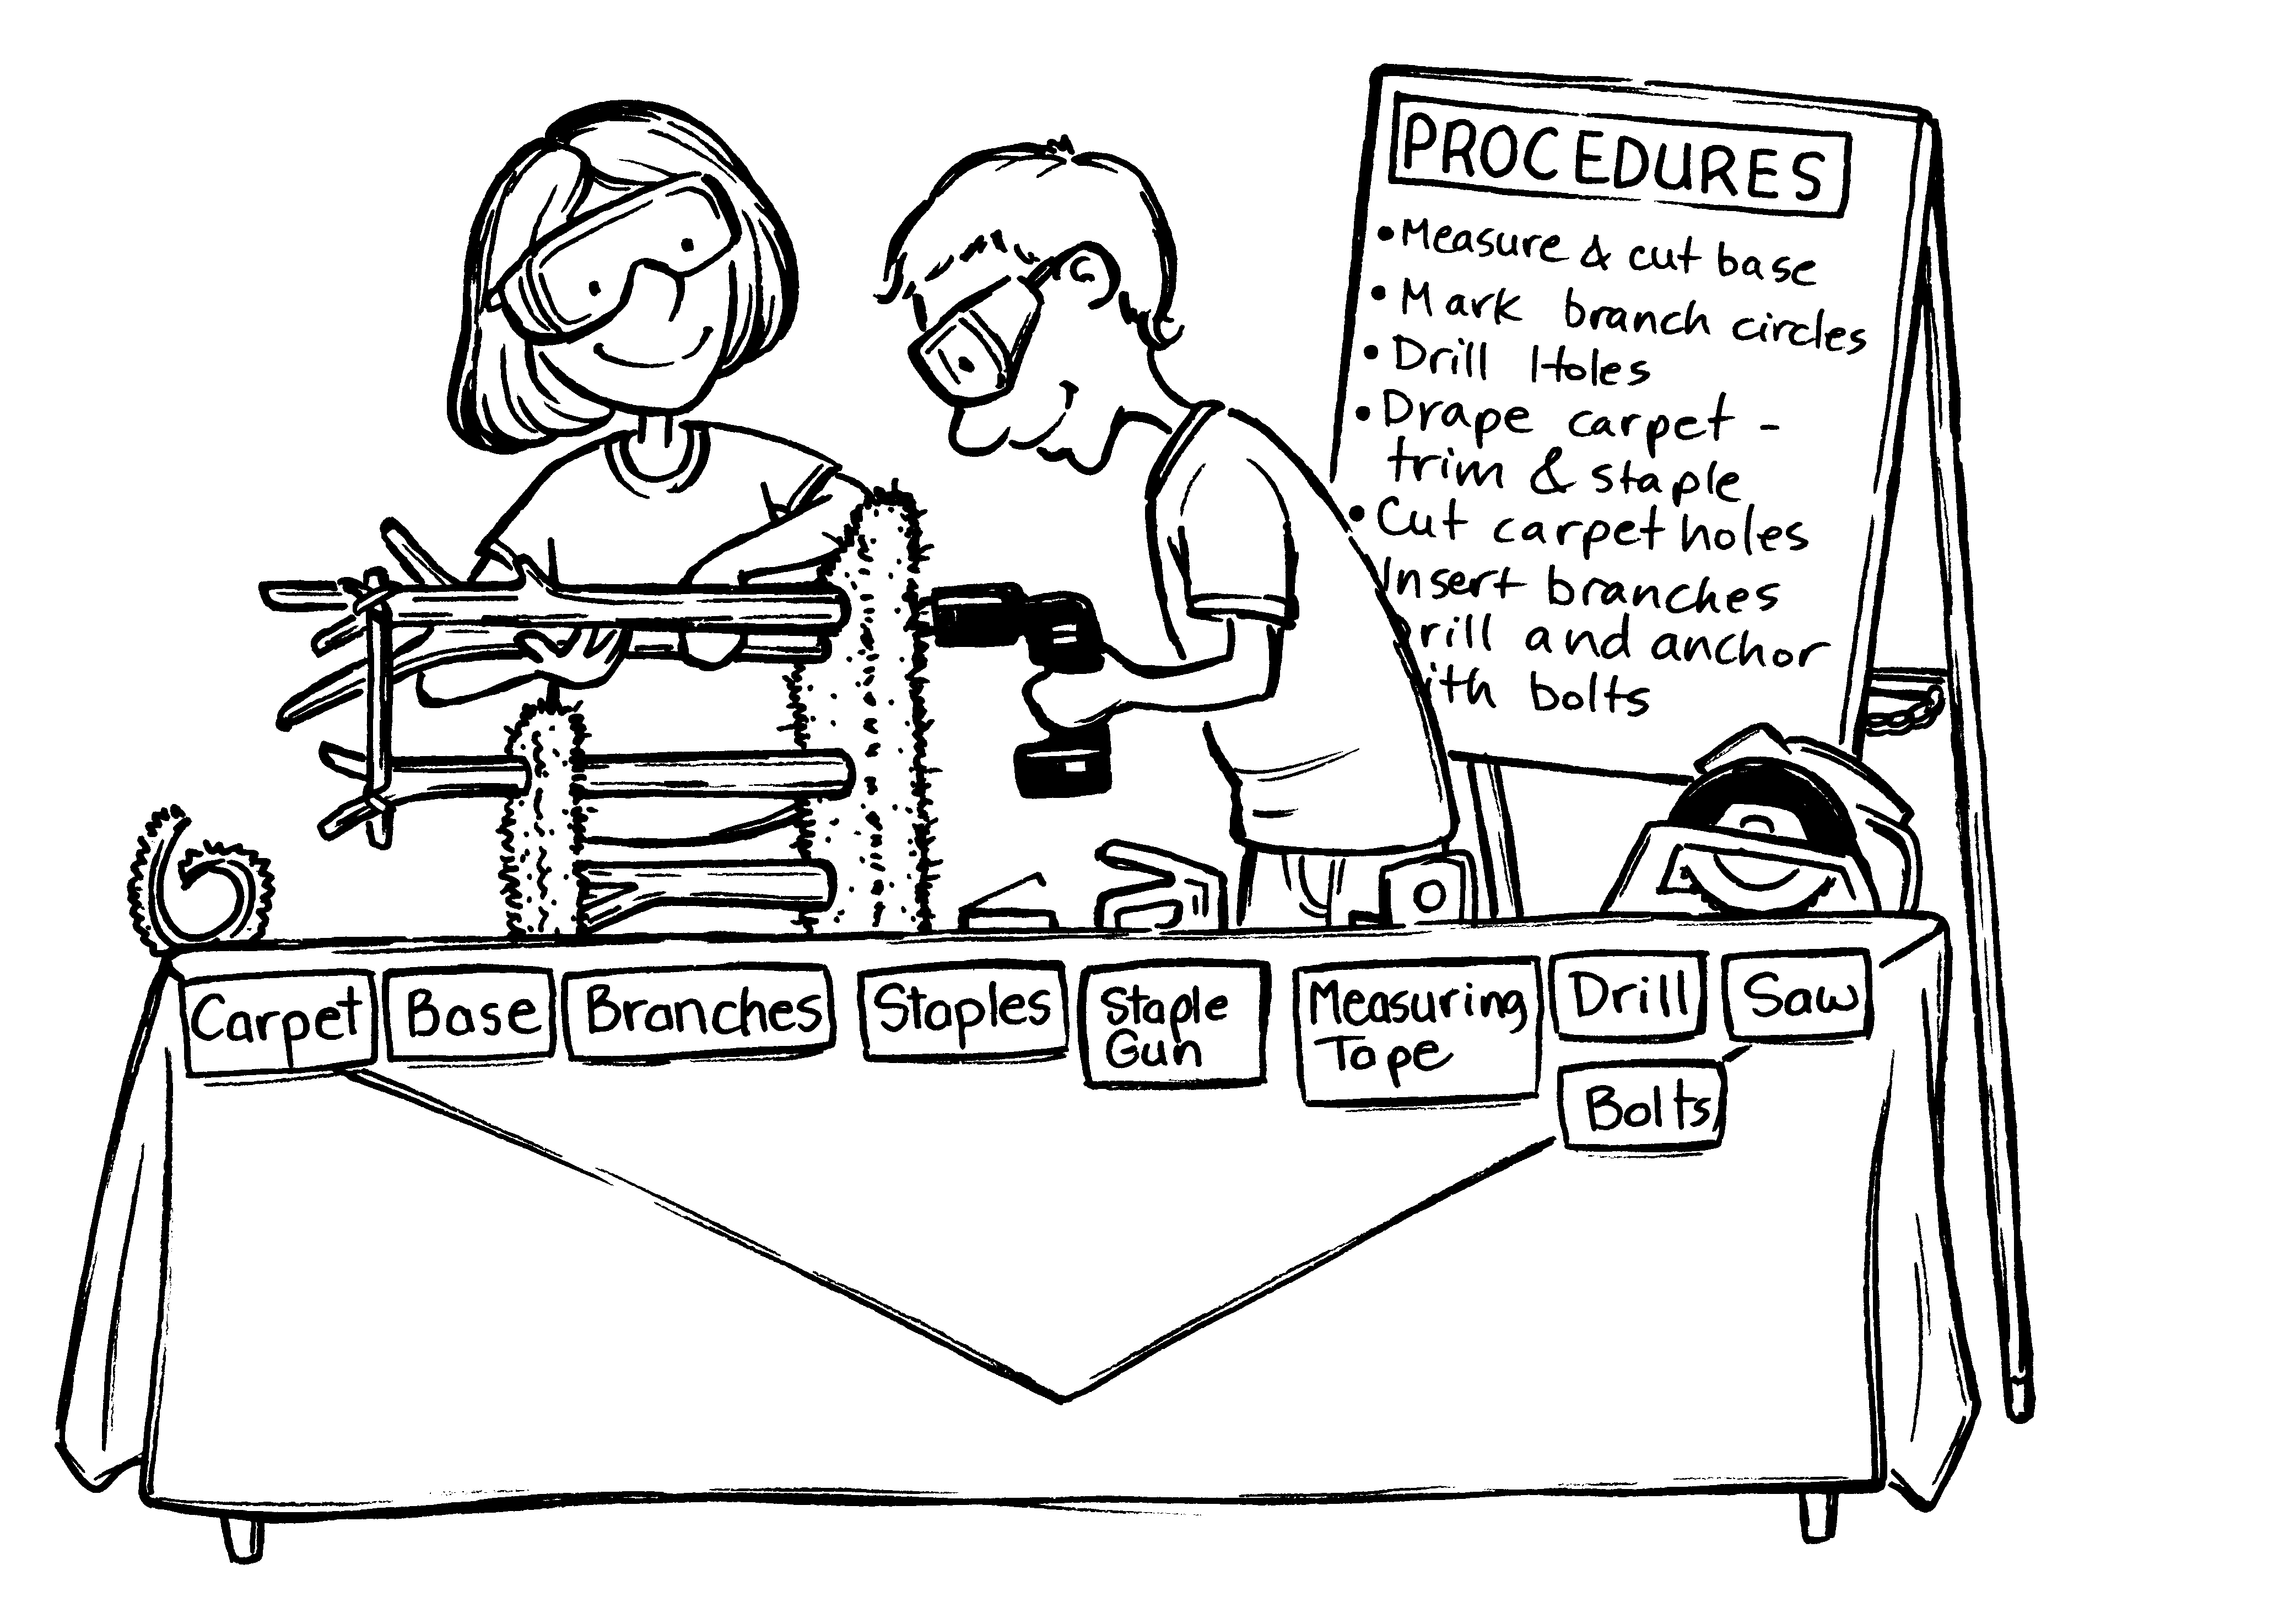 PROCEDURES
• Measure & cut base
• Mark branch circles
• Drill Holes
• Drape carpet -
trim & staple
• Cut carpet holes
Insert branches
rill and anchor
ith bolts
Carpet
Base
Branches
Staples
Staple
Gun
Measuring
Tape
Drill
Saw
Bolts